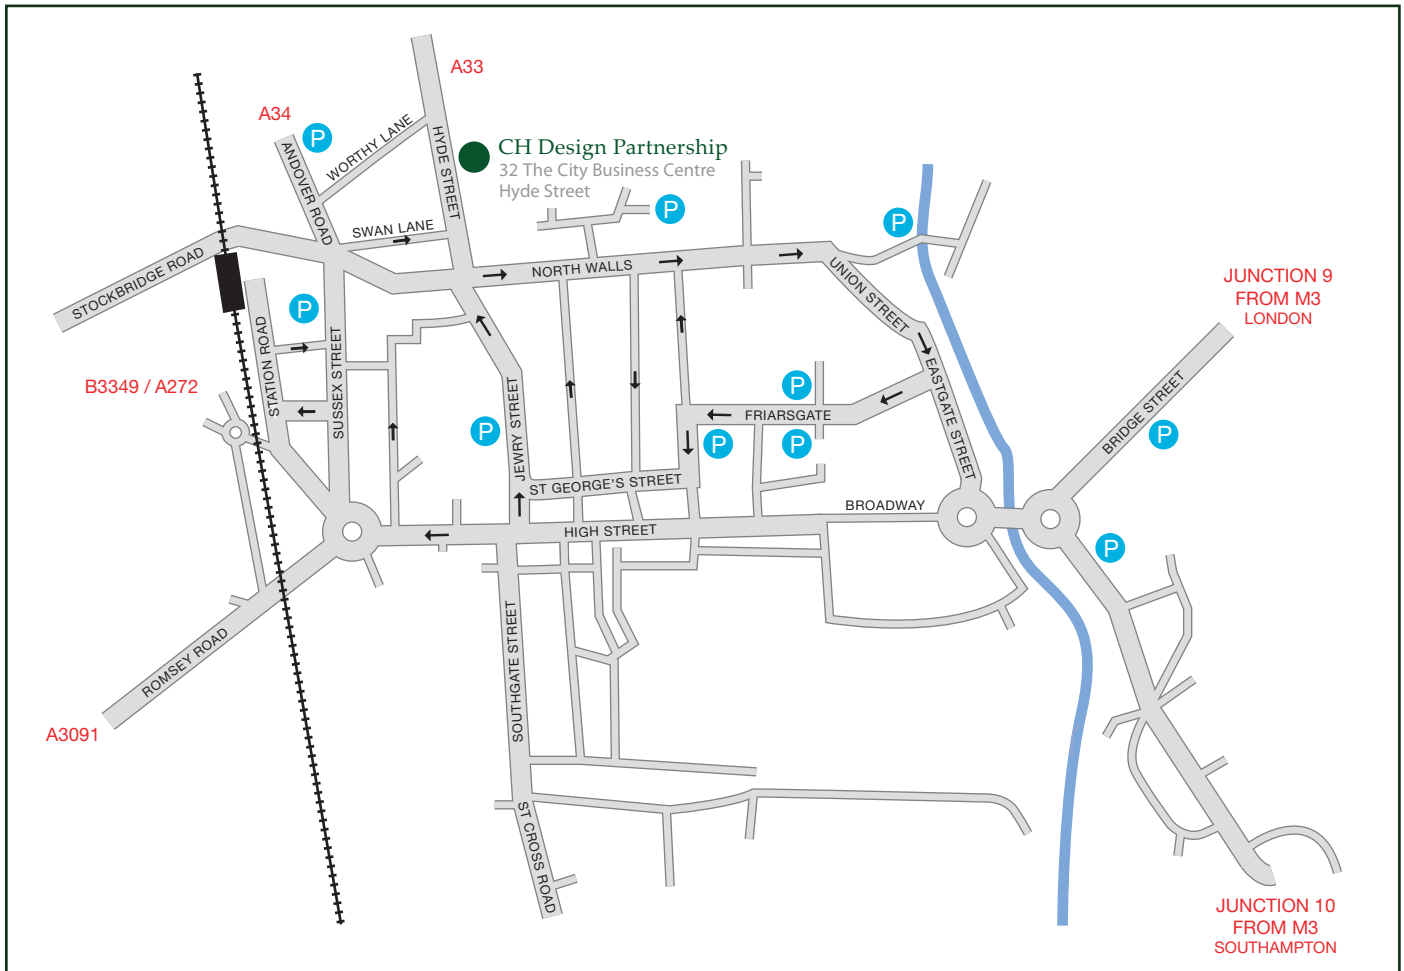 A33
A34
P
WORTHY LANE
ANDOVER ROAD
HYDE STREET
CH Design Partnership
32 The City Business Centre
Hyde Street
P
P
SWAN LANE
STOCKBRIDGE ROAD
NORTH WALLS
UNION STREET
JUNCTION 9
FROM M3
LONDON
P
STATION ROAD
SUSSEX STREET
B3349 / A272
JEWRY STREET
P
P
FRIARSGATE
P
P
EASTGATE STREET
BRIDGE STREET
P
ST GEORGE'S STREET
BROADWAY
HIGH STREET
P
ROMSEY ROAD
SOUTHGATE STREET
A3091
ST CROSS ROAD
JUNCTION 10
FROM M3
SOUTHAMPTON